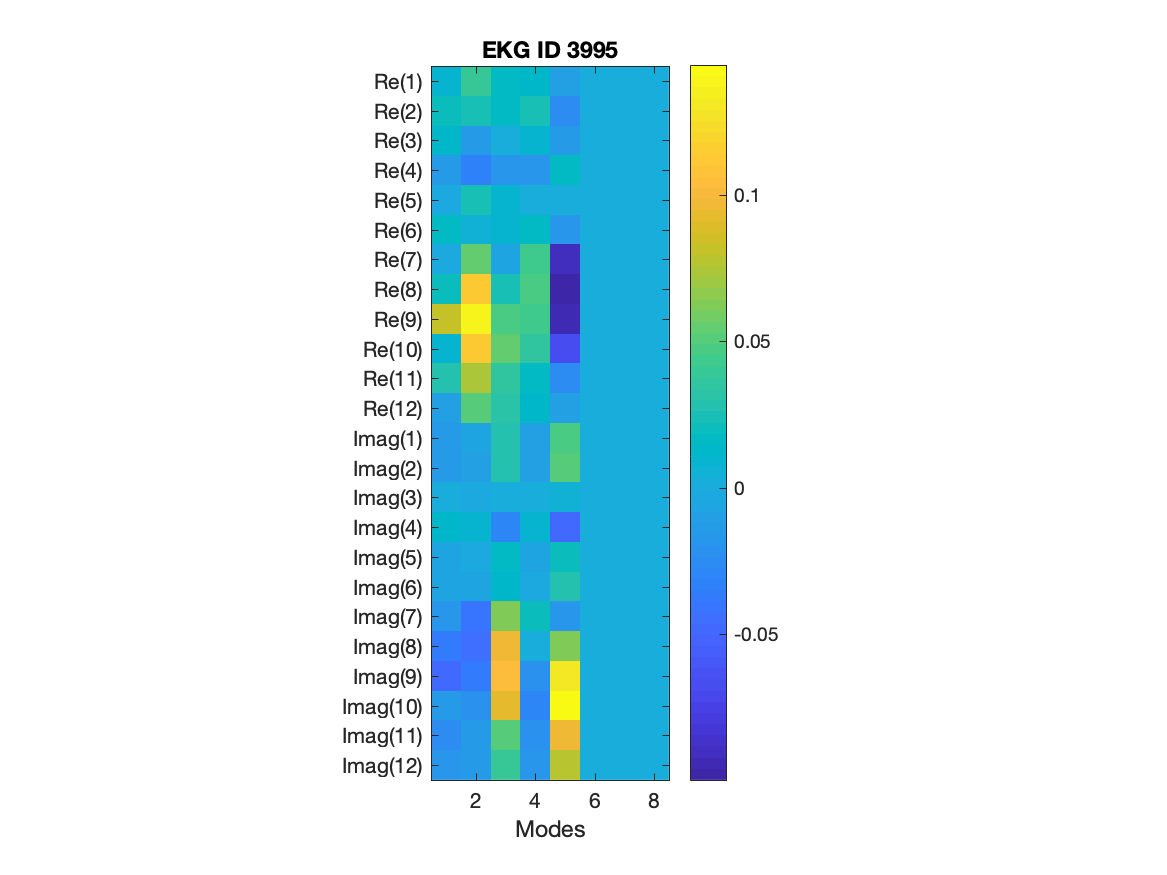 EKG ID 3995
Re(1)
Re(2)
Re(3)
Re(4)
Re(5)
Re(6)
Re(7)
Re(8)
Re(9)
Re(10)
Re(11)
Re(12)
Imag(1)
Imag(2)
Imag(3)
Imag(4)
Imag(5)
Imag(6)
Imag(7)
Imag(8)
Imag(9)
Imag(10)
Imag(11)
Imag(12)
2 4 6 8
Modes
0.1
0.05
0
-0.05